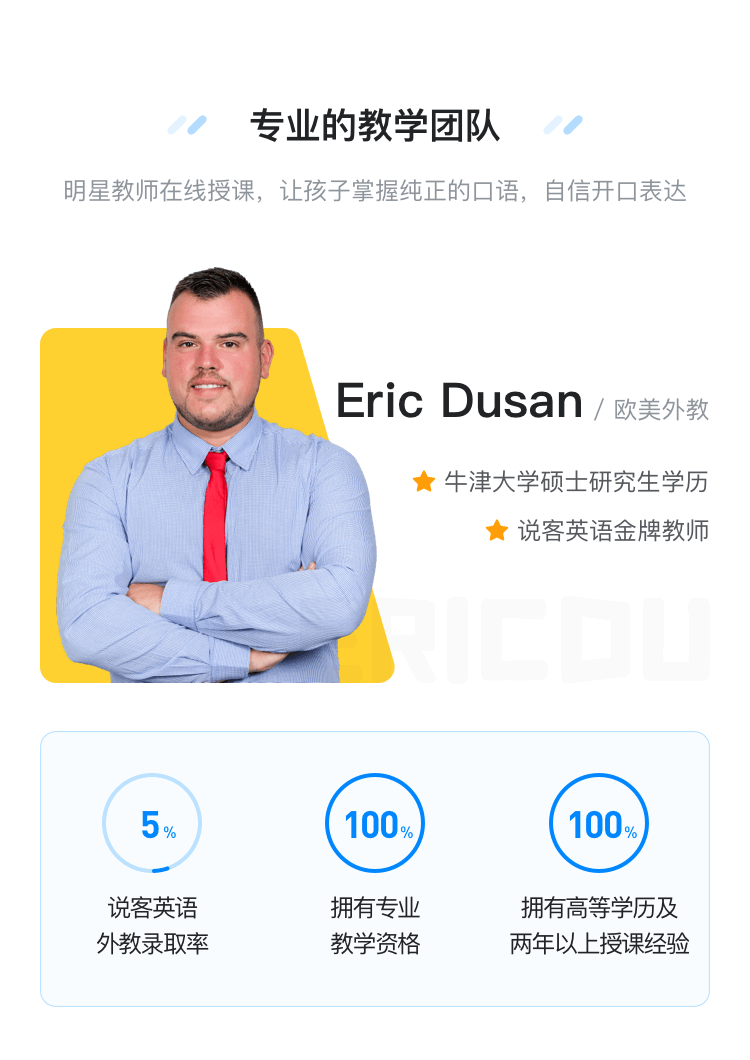 专业的教学团队
明星教师在线授课，让孩子掌握纯正的口语，自信开口表达
Eric Dusan / 欧美外教
牛津大学硕士研究生学历
说客英语金牌教师
ERICDU
5%
100%
100%
说客英语
外教录取率
拥有专业
教学资格
拥有高等学历及
两年以上授课经验